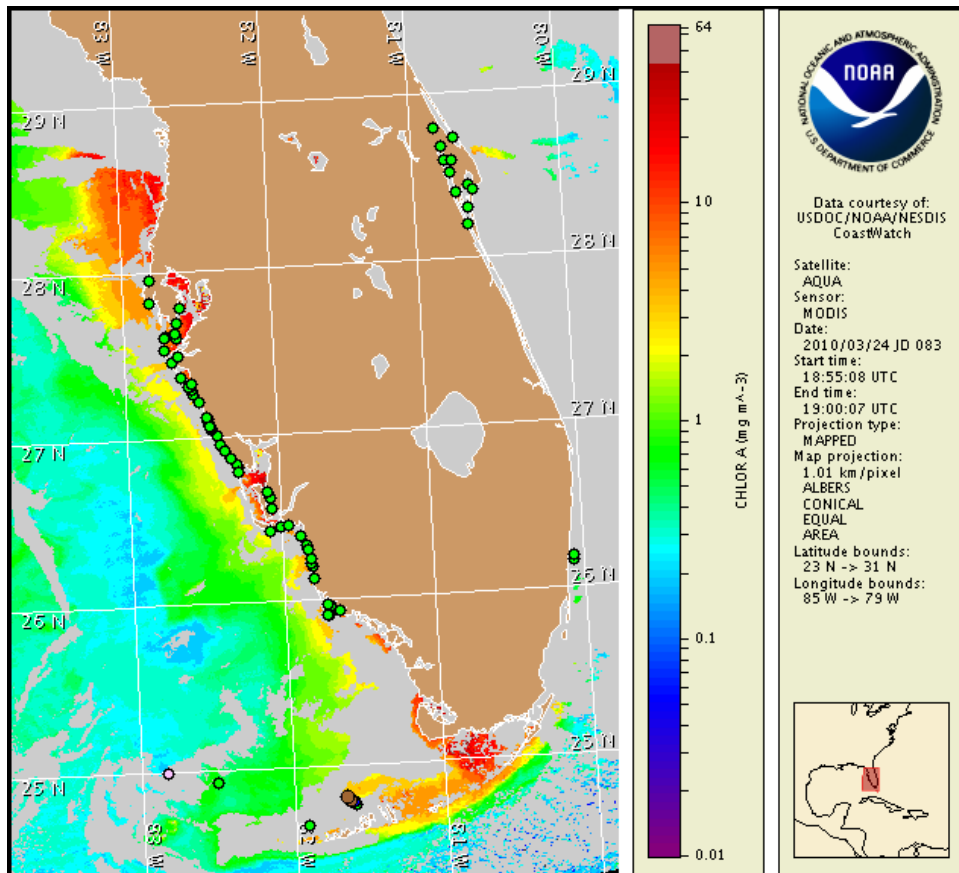 83 W
82 W
81 W
80 W
29 N
29 N
28 N
28 N
27 N
27 N
26 N
26 N
25 N
25 N
83 W
82 W
81 W
64
10
1
0.1
0.01
CHLOR A (mg m^-3)
NATIONAL OCEANIC AND ATMOSPHERIC ADMINISTRATION
NOAA
U.S. DEPARTMENT OF COMMERCE
Data courtesy of:
USDOC/NOAA/NESDIS
CoastWatch
Satellite:
AQUA
Sensor:
MODIS
Date:
2010/03/24 JD 083
Start time:
18:55:08 UTC
End time:
19:00:07 UTC
Projection type:
MAPPED
Map projection:
1.01 km/pixel
ALBERS
CONICAL
EQUAL
AREA
Latitude bounds:
23 N -> 31 N
Longitude bounds:
85 W -> 79 W